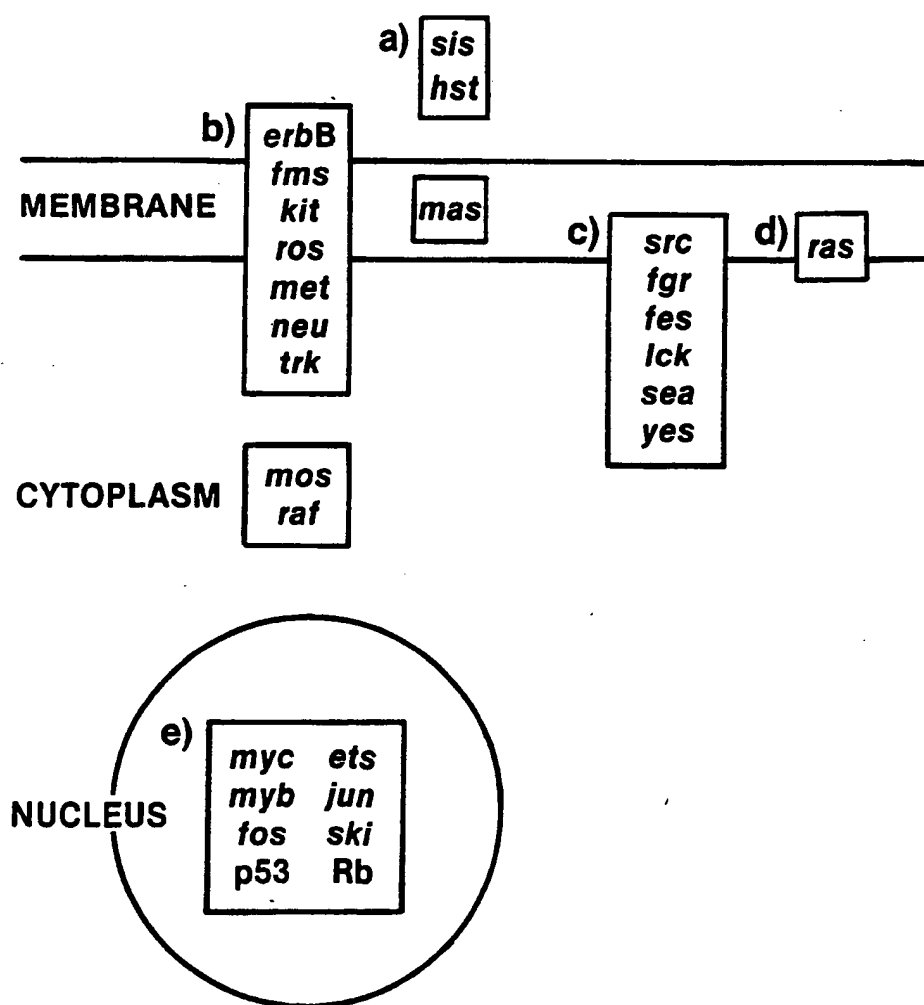 a) sis
hst
b) erbB
fms
kit
ros
met
neu
trk
MEMBRANE
mas
c) src
fgr
fes
lck
sea
yes
d) ras
CYTOPLASM
mos
raf
NUCLEUS
e) myc ets
myb jun
fos ski
p53 Rb